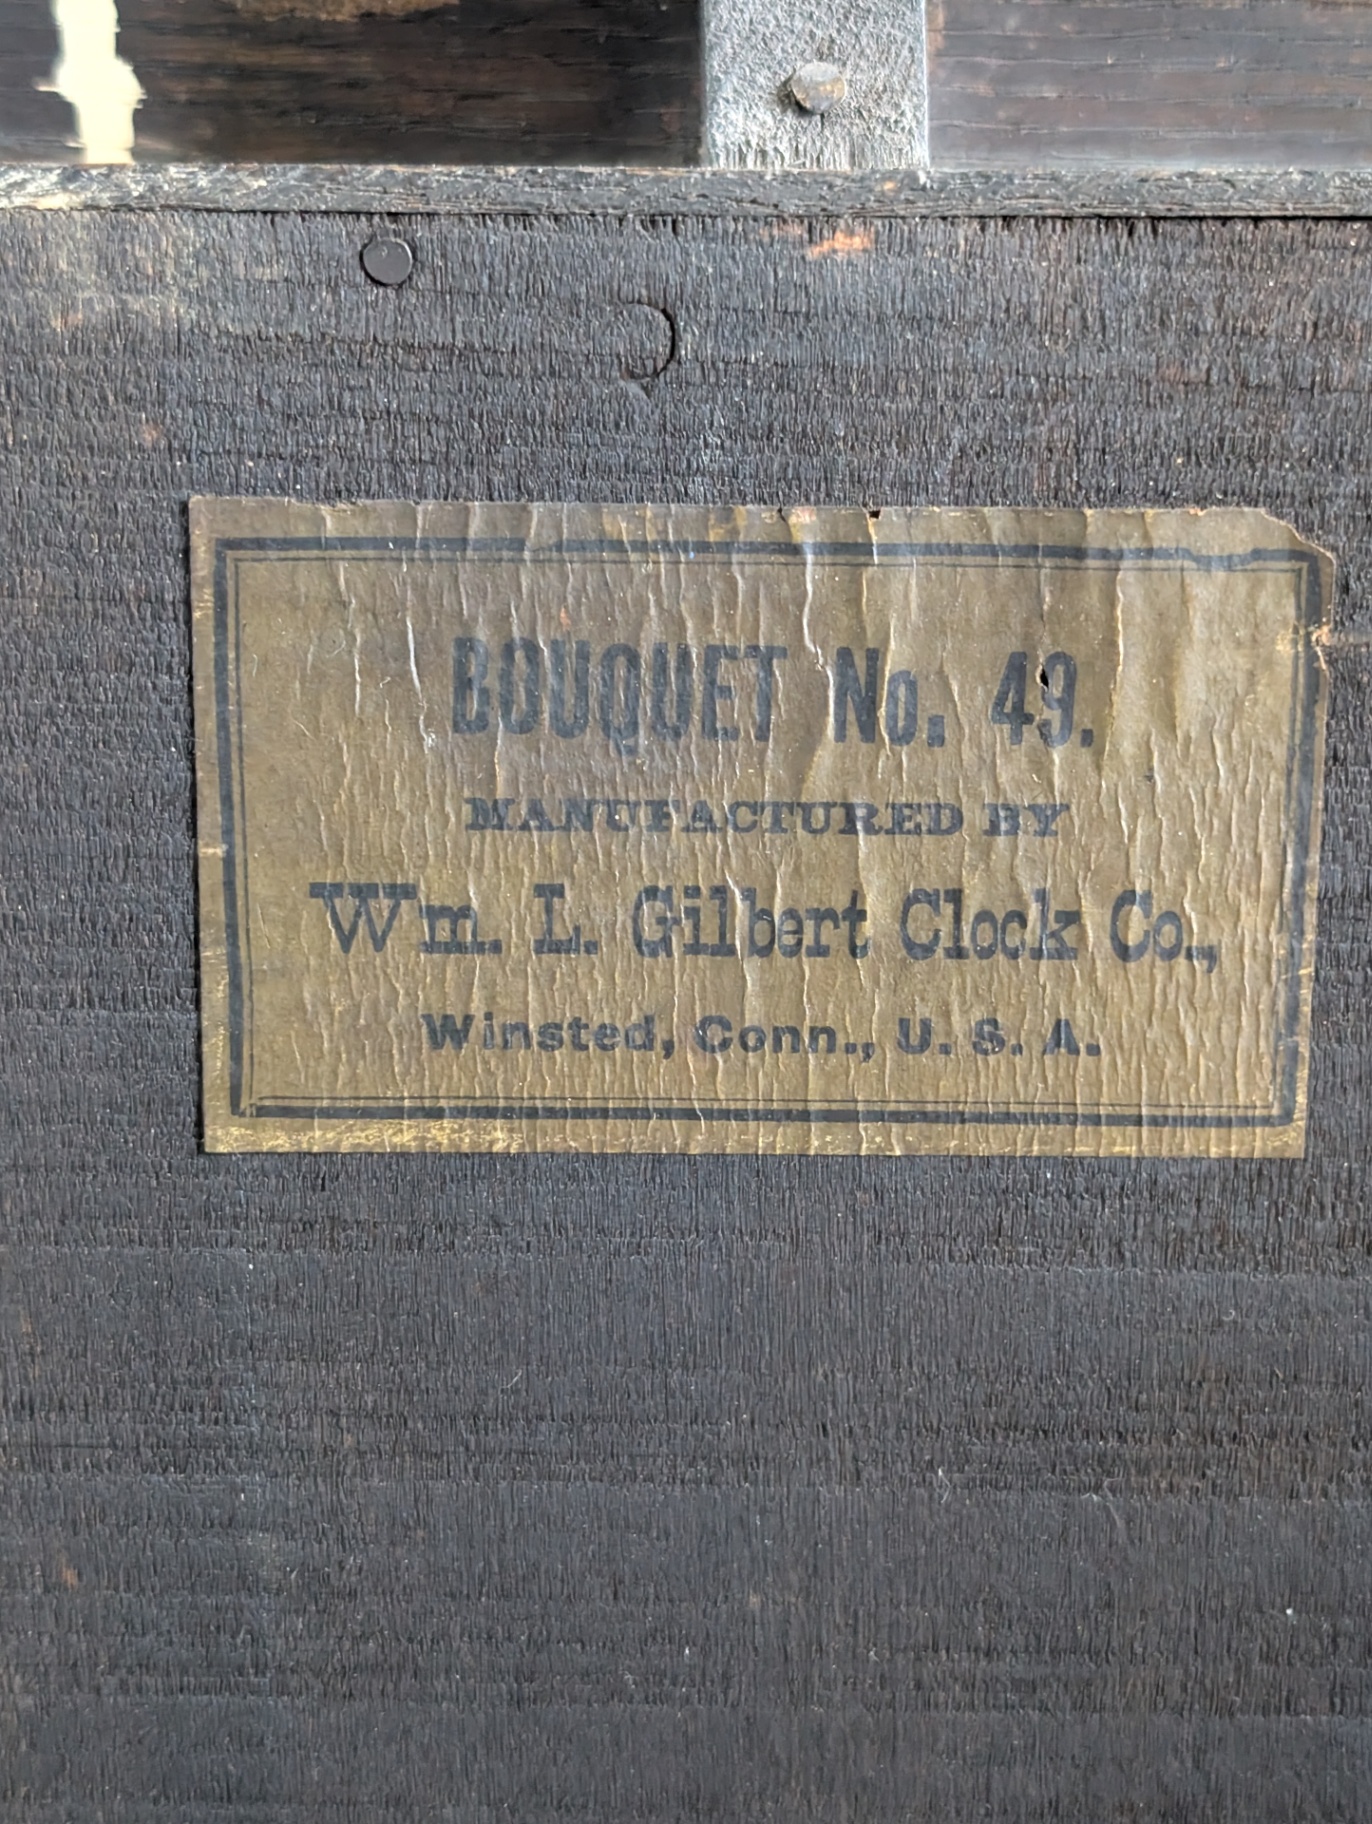 BOUQUET No. 49.
MANUFACTURED BY
Wm. L. Gilbert Clock Co.,
Winsted, Conn., U. S. A.